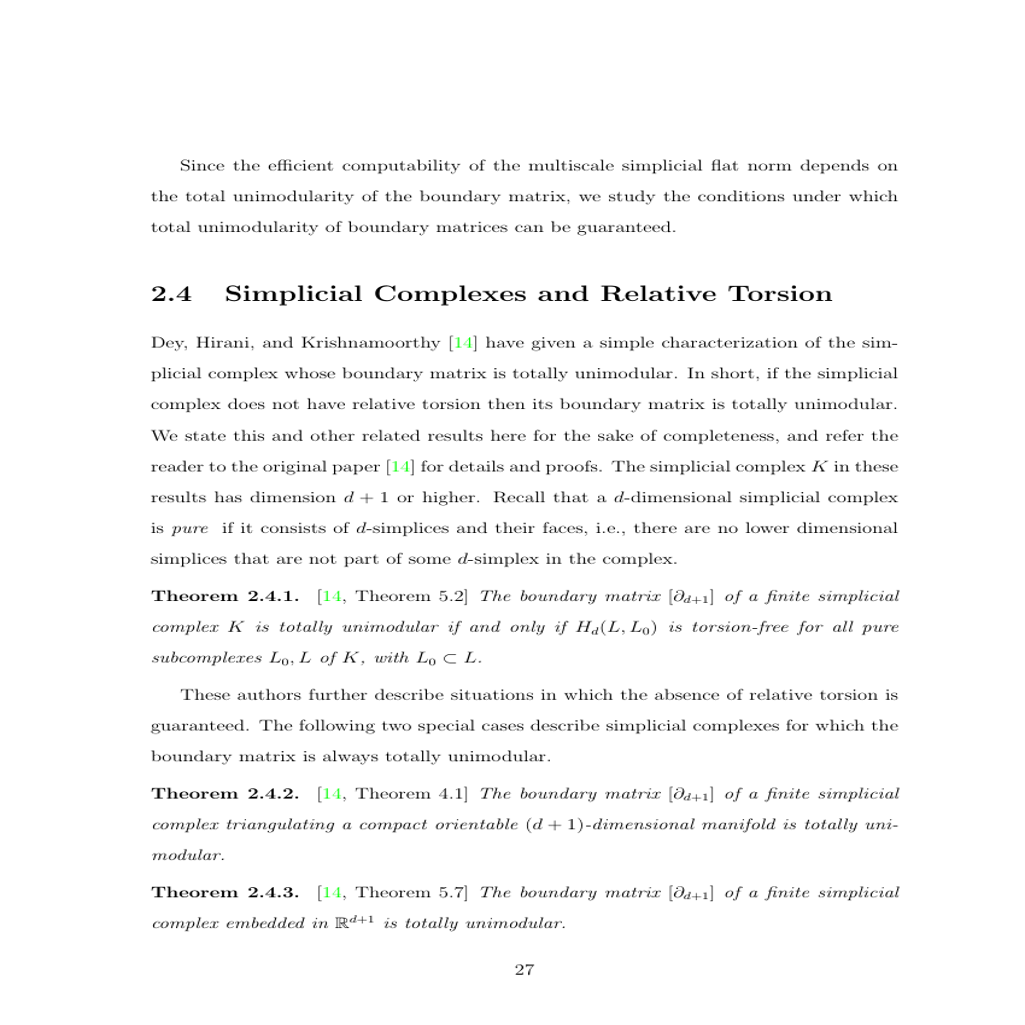 Since the efficient computability of the multiscale simplicial flat norm depends on
the total unimodularity of the boundary matrix, we study the conditions under which
total unimodularity of boundary matrices can be guaranteed.
2.4 Simplicial Complexes and Relative Torsion
Dey, Hirani, and Krishnamoorthy [14] have given a simple characterization of the sim-
plicial complex whose boundary matrix is totally unimodular. In short, if the simplicial
complex does not have relative torsion then its boundary matrix is totally unimodular.
We state this and other related results here for the sake of completeness, and refer the
reader to the original paper [14] for details and proofs. The simplicial complex K in these
results has dimension d + 1 or higher. Recall that a d-dimensional simplicial complex
is pure if it consists of d-simplices and their faces, i.e., there are no lower dimensional
simplices that are not part of some d-simplex in the complex.
Theorem 2.4.1. [14, Theorem 5.2] The boundary matrix [∂_{d+1}] of a finite simplicial
complex K is totally unimodular if and only if H_d(L, L_0) is torsion-free for all pure
subcomplexes L_0, L of K, with L_0 ⊂ L.
These authors further describe situations in which the absence of relative torsion is
guaranteed. The following two special cases describe simplicial complexes for which the
boundary matrix is always totally unimodular.
Theorem 2.4.2. [14, Theorem 4.1] The boundary matrix [∂_{d+1}] of a finite simplicial
complex triangulating a compact orientable (d + 1)-dimensional manifold is totally uni-
modular.
Theorem 2.4.3. [14, Theorem 5.7] The boundary matrix [∂_{d+1}] of a finite simplicial
complex embedded in ℝ^{d+1} is totally unimodular.
27